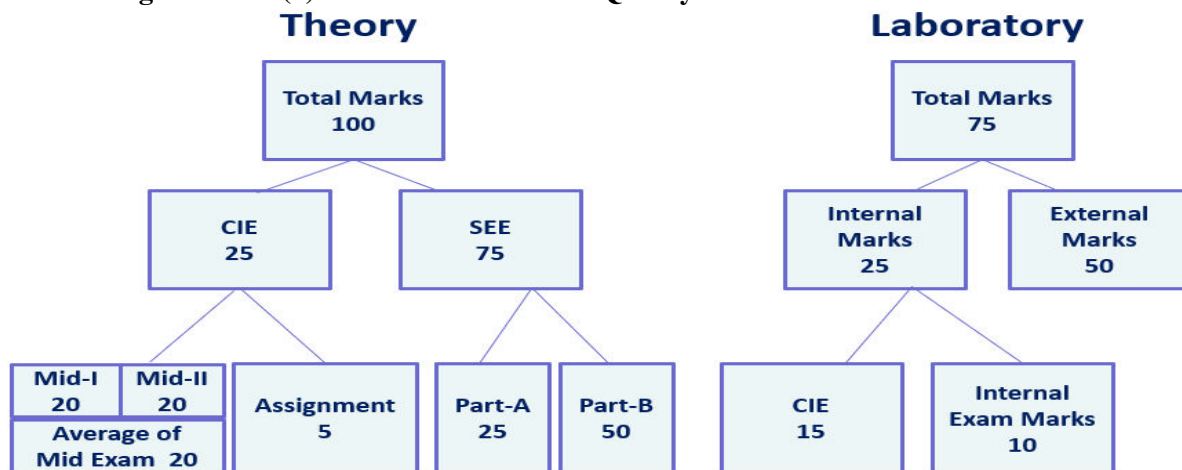 Theory
Laboratory
Total Marks
100
Total Marks
75
CIE
25
SEE
75
Internal
Marks
25
External
Marks
50
Mid-I
20
Mid-II
20
Average of
Mid Exam 20
Assignment
5
Part-A
25
Part-B
50
CIE
15
Internal
Exam Marks
10